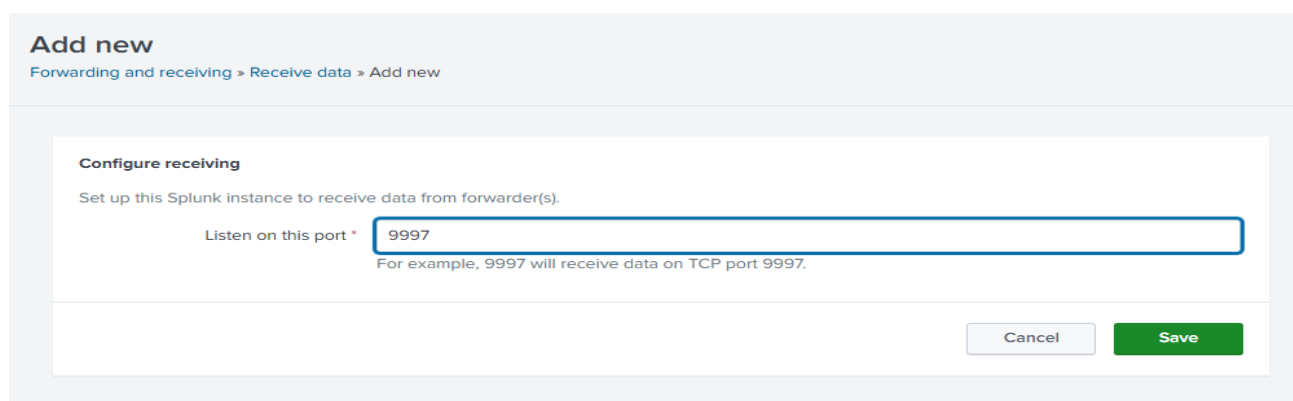 Add new
Forwarding and receiving » Receive data » Add new
Configure receiving
Set up this Splunk instance to receive data from forwarder(s).
Listen on this port * 9997
For example, 9997 will receive data on TCP port 9997.
Cancel Save